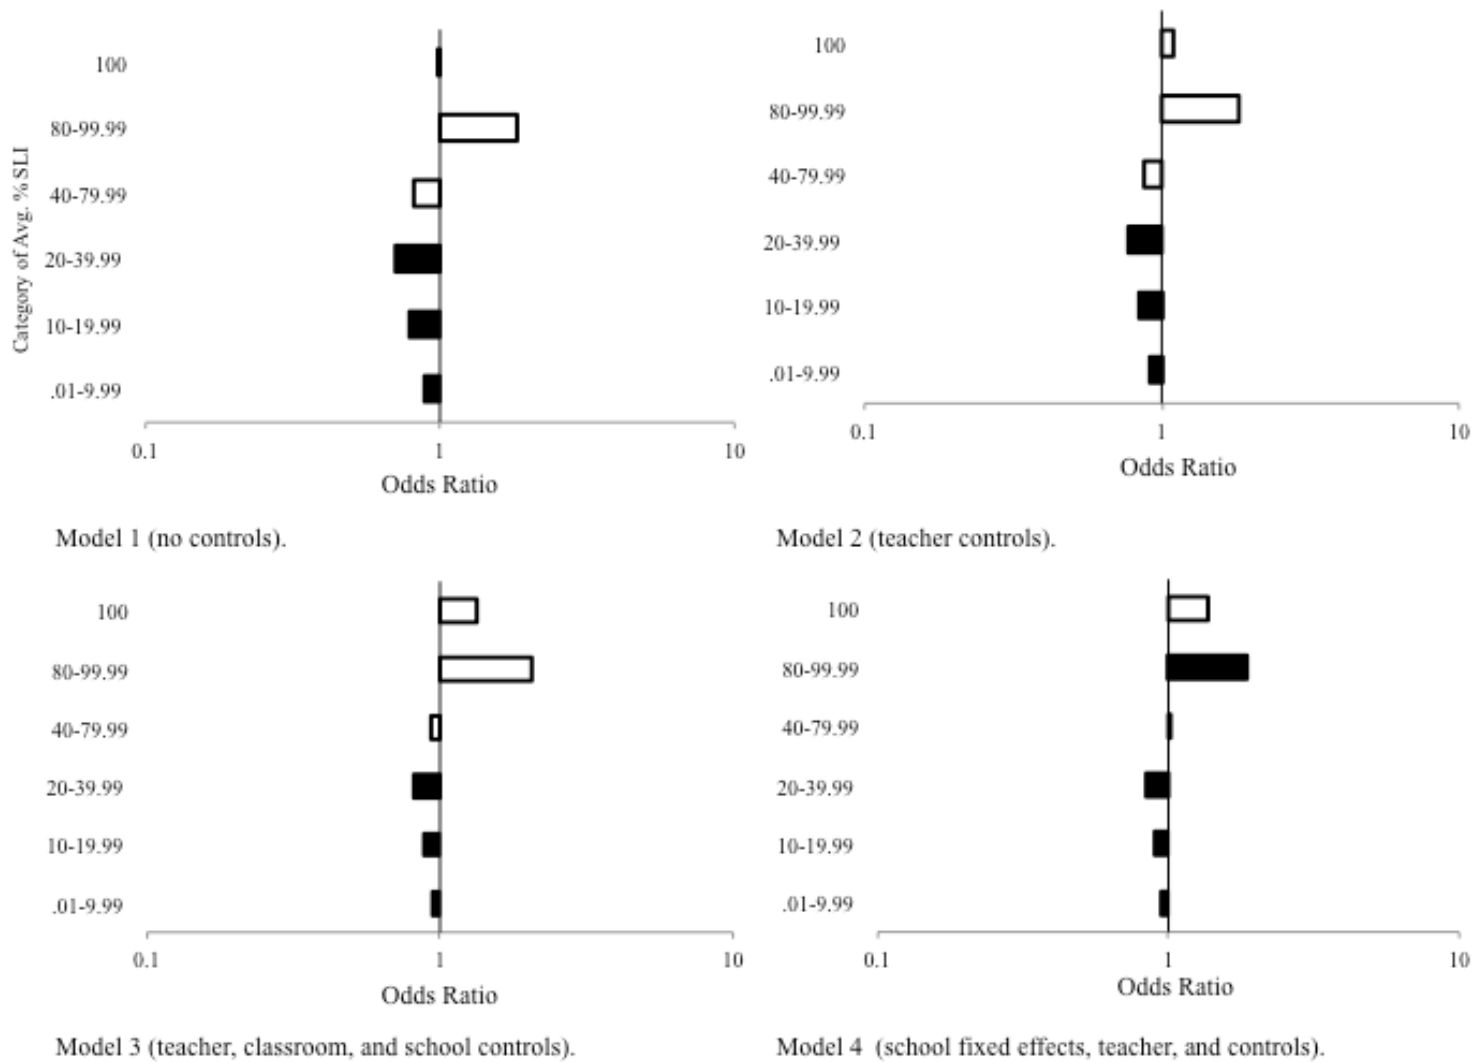 Category of Avg. % SLI
100
80-99.99
40-79.99
20-39.99
10-19.99
.01-9.99
0.1 1 10
Odds Ratio
Model 1 (no controls).
100
80-99.99
40-79.99
20-39.99
10-19.99
.01-9.99
0.1 1 10
Odds Ratio
Model 2 (teacher controls).
100
80-99.99
40-79.99
20-39.99
10-19.99
.01-9.99
0.1 1 10
Odds Ratio
Model 3 (teacher, classroom, and school controls).
100
80-99.99
40-79.99
20-39.99
10-19.99
.01-9.99
0.1 1 10
Odds Ratio
Model 4 (school fixed effects, teacher, and controls).